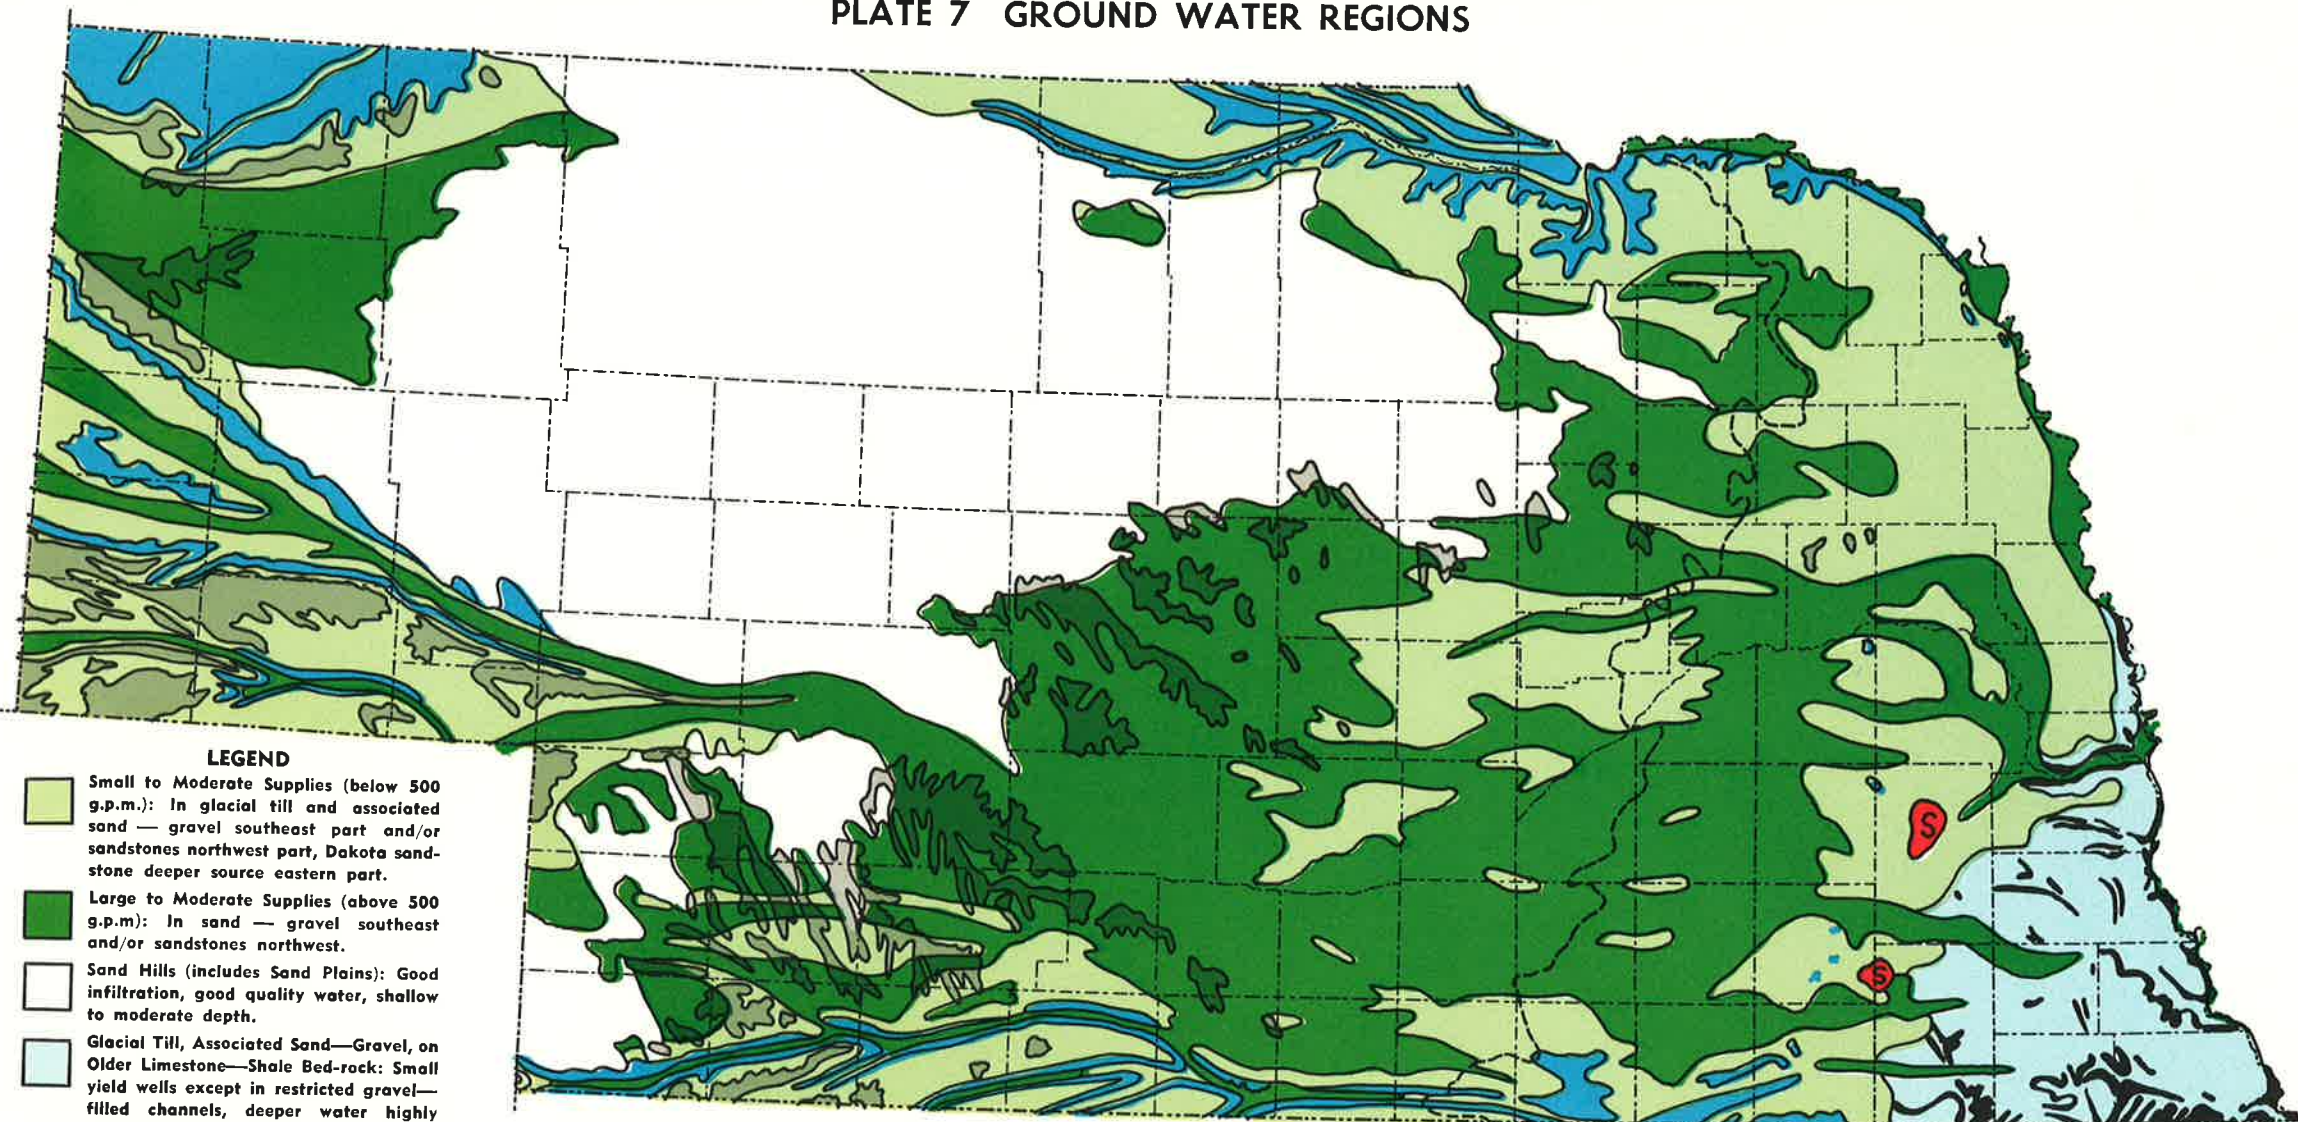 PLATE 7 GROUND WATER REGIONS
S
S
LEGEND
Small to Moderate Supplies (below 500
g.p.m.): In glacial till and associated
sand — gravel southeast part and/or
sandstones northwest part, Dakota sand-
stone deeper source eastern part.
Large to Moderate Supplies (above 500
g.p.m): In sand — gravel southeast
and/or sandstones northwest.
Sand Hills (includes Sand Plains): Good
infiltration, good quality water, shallow
to moderate depth.
Glacial Till, Associated Sand—Gravel, on
Older Limestone—Shale Bed-rock: Small
yield wells except in restricted gravel—
filled channels, deeper water highly